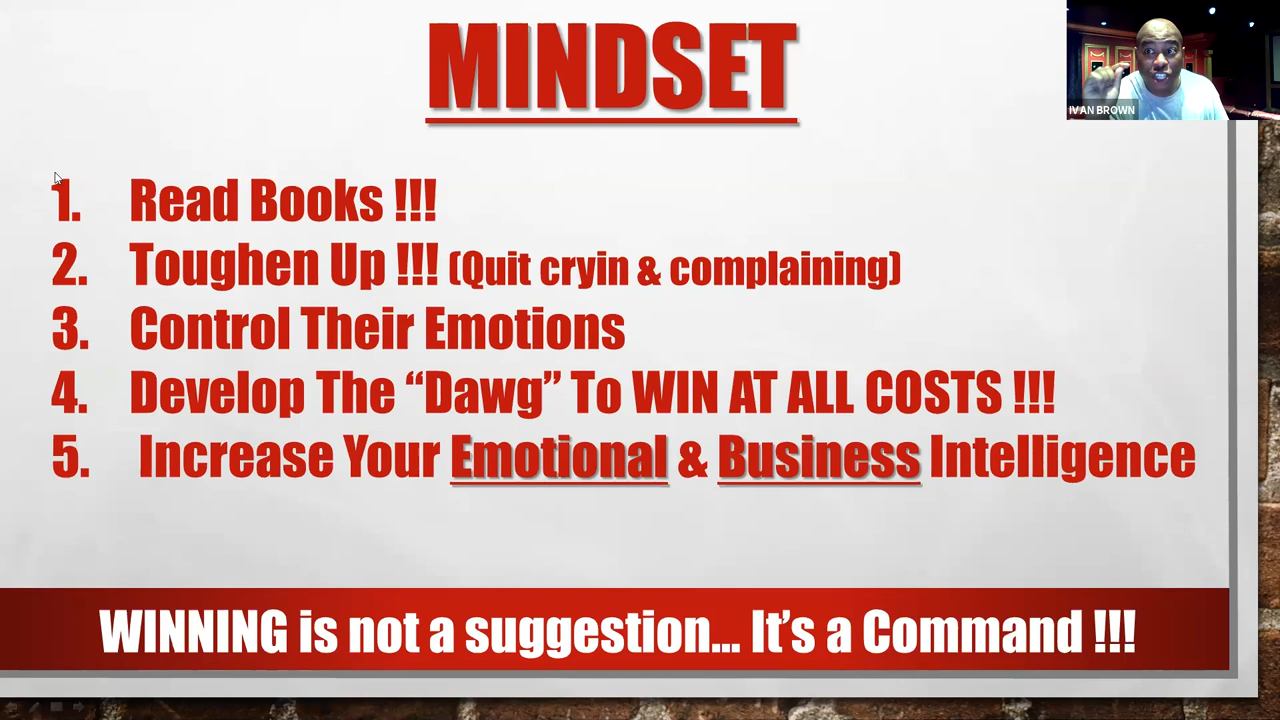 MINDSET
IVAN BROWN
1. Read Books !!!
2. Toughen Up !!! (Quit cryin & complaining)
3. Control Their Emotions
4. Develop The “Dawg” To WIN AT ALL COSTS !!!
5. Increase Your Emotional & Business Intelligence
WINNING is not a suggestion... It’s a Command !!!